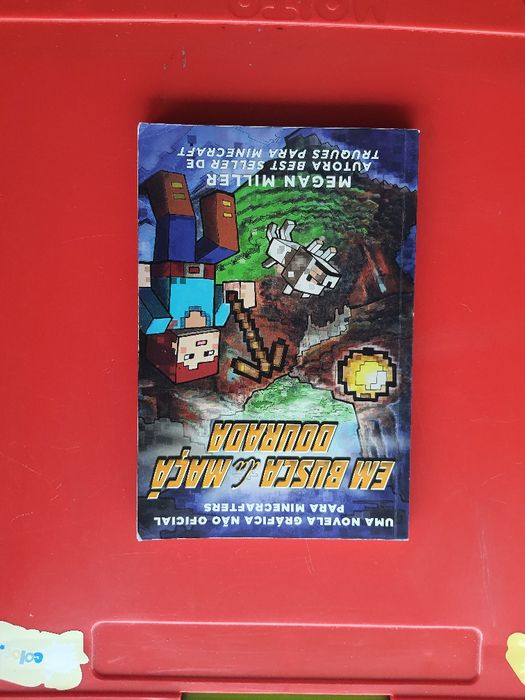 UMA NOVELA GRÁFICA NÃO OFICIAL
PARA MINECRAFTERS
EM BUSCA da MAÇÃ
DOURADA
MEGAN MILLER
AUTORA BEST SELLER DE
TRUQUES PARA MINECRAFT